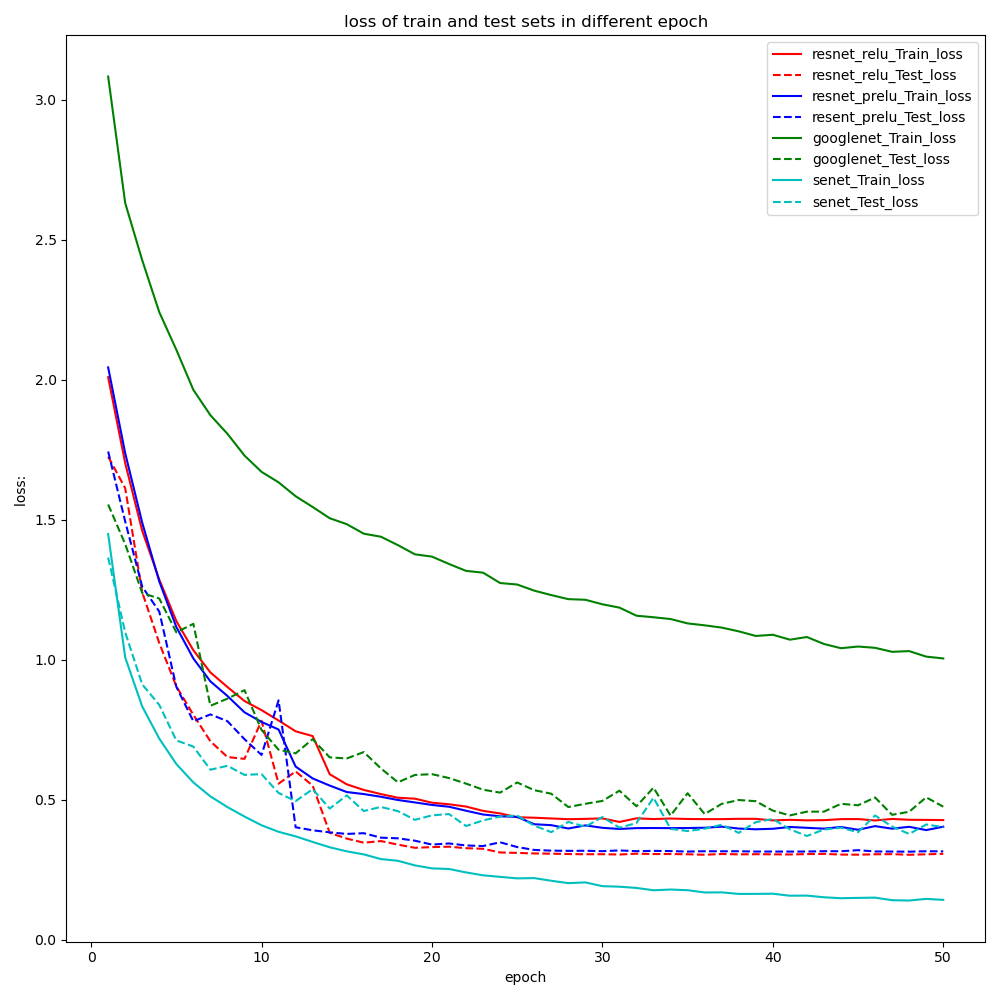 loss of train and test sets in different epoch
resnet_relu_Train_loss
resnet_relu_Test_loss
resnet_prelu_Train_loss
resent_prelu_Test_loss
googlenet_Train_loss
googlenet_Test_loss
senet_Train_loss
senet_Test_loss
3.0
2.5
2.0
1.5
1.0
0.5
0.0
loss:
0 10 20 30 40 50
epoch